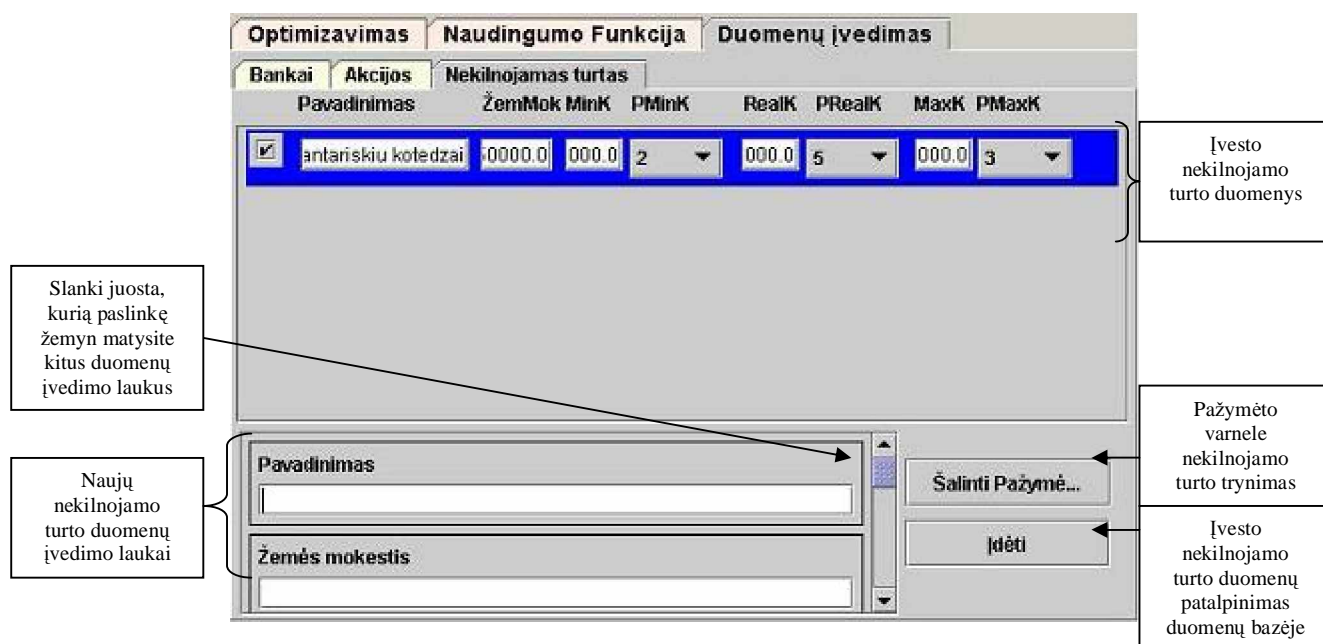 Optimizavimas Naudingumo Funkcija Duomenų įvedimas
Bankai Akcijos Nekilnojamas turtas
Pavadinimas ŽemMok MinK PMinK RealK PRealK MaxK PMaxK
antariskiu kotedzai 0000.0 000.0 2 000.0 5 000.0 3
Įvesto
nekilnojamo
turto duomenys
Slanki juosta,
kurią paslinkę
žemyn matysite
kitus duomenų
įvedimo laukus
Naujų
nekilnojamo
turto duomenų
įvedimo laukai
Pavadinimas
Žemės mokestis
Šalinti Pažymė...
Įdėti
Pažymėto
varnele
nekilnojamo
turto trynimas
Įvesto
nekilnojamo
turto duomenų
patalpinimas
duomenų bazėje